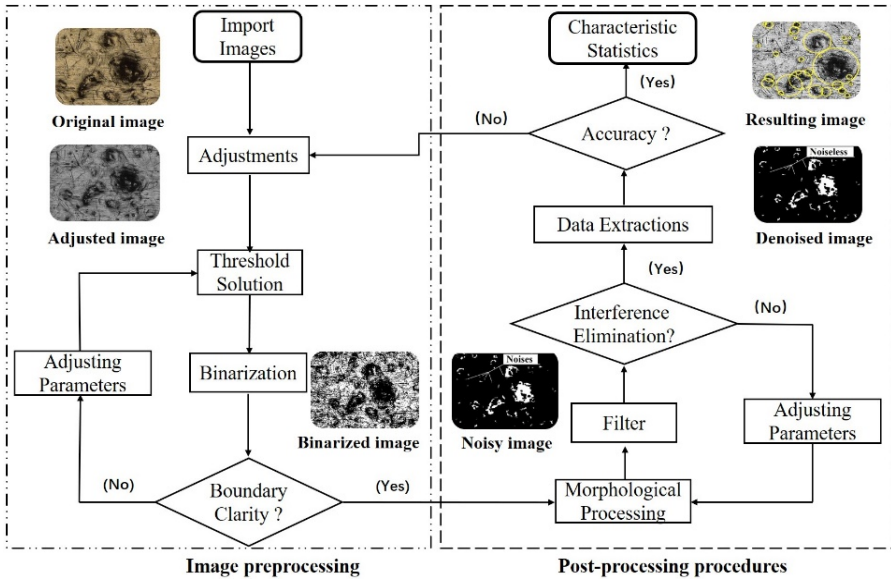 Import
Images
Original image
Adjustments
Adjusted image
Threshold
Solution
Adjusting
Parameters
Binarization
Binarized image
(No)
Boundary
Clarity ?
(Yes)
Image preprocessing
Characteristic
Statistics
(Yes)
(No)
Accuracy ?
Resulting image
Noiseless
Data Extractions
Denoised image
(Yes)
Interference
Elimination?
(No)
Noises
Noisy image
Filter
Adjusting
Parameters
Morphological
Processing
Post-processing procedures